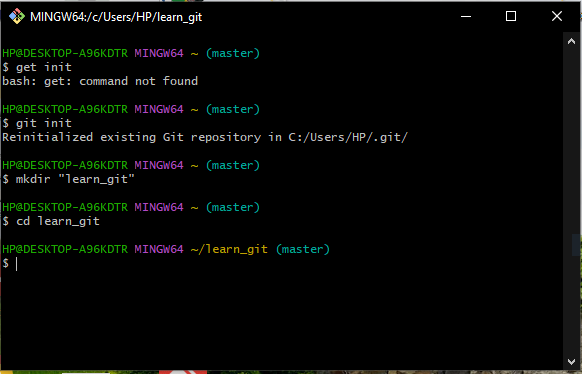 MINGW64:/c/Users/HP/learn_git
HP@DESKTOP-A96KDTR MINGW64 ~ (master)
$ get init
bash: get: command not found
HP@DESKTOP-A96KDTR MINGW64 ~ (master)
$ git init
Reinitialized existing Git repository in C:/Users/HP/.git/
HP@DESKTOP-A96KDTR MINGW64 ~ (master)
$ mkdir "learn_git"
HP@DESKTOP-A96KDTR MINGW64 ~ (master)
$ cd learn_git
HP@DESKTOP-A96KDTR MINGW64 ~/learn_git (master)
$